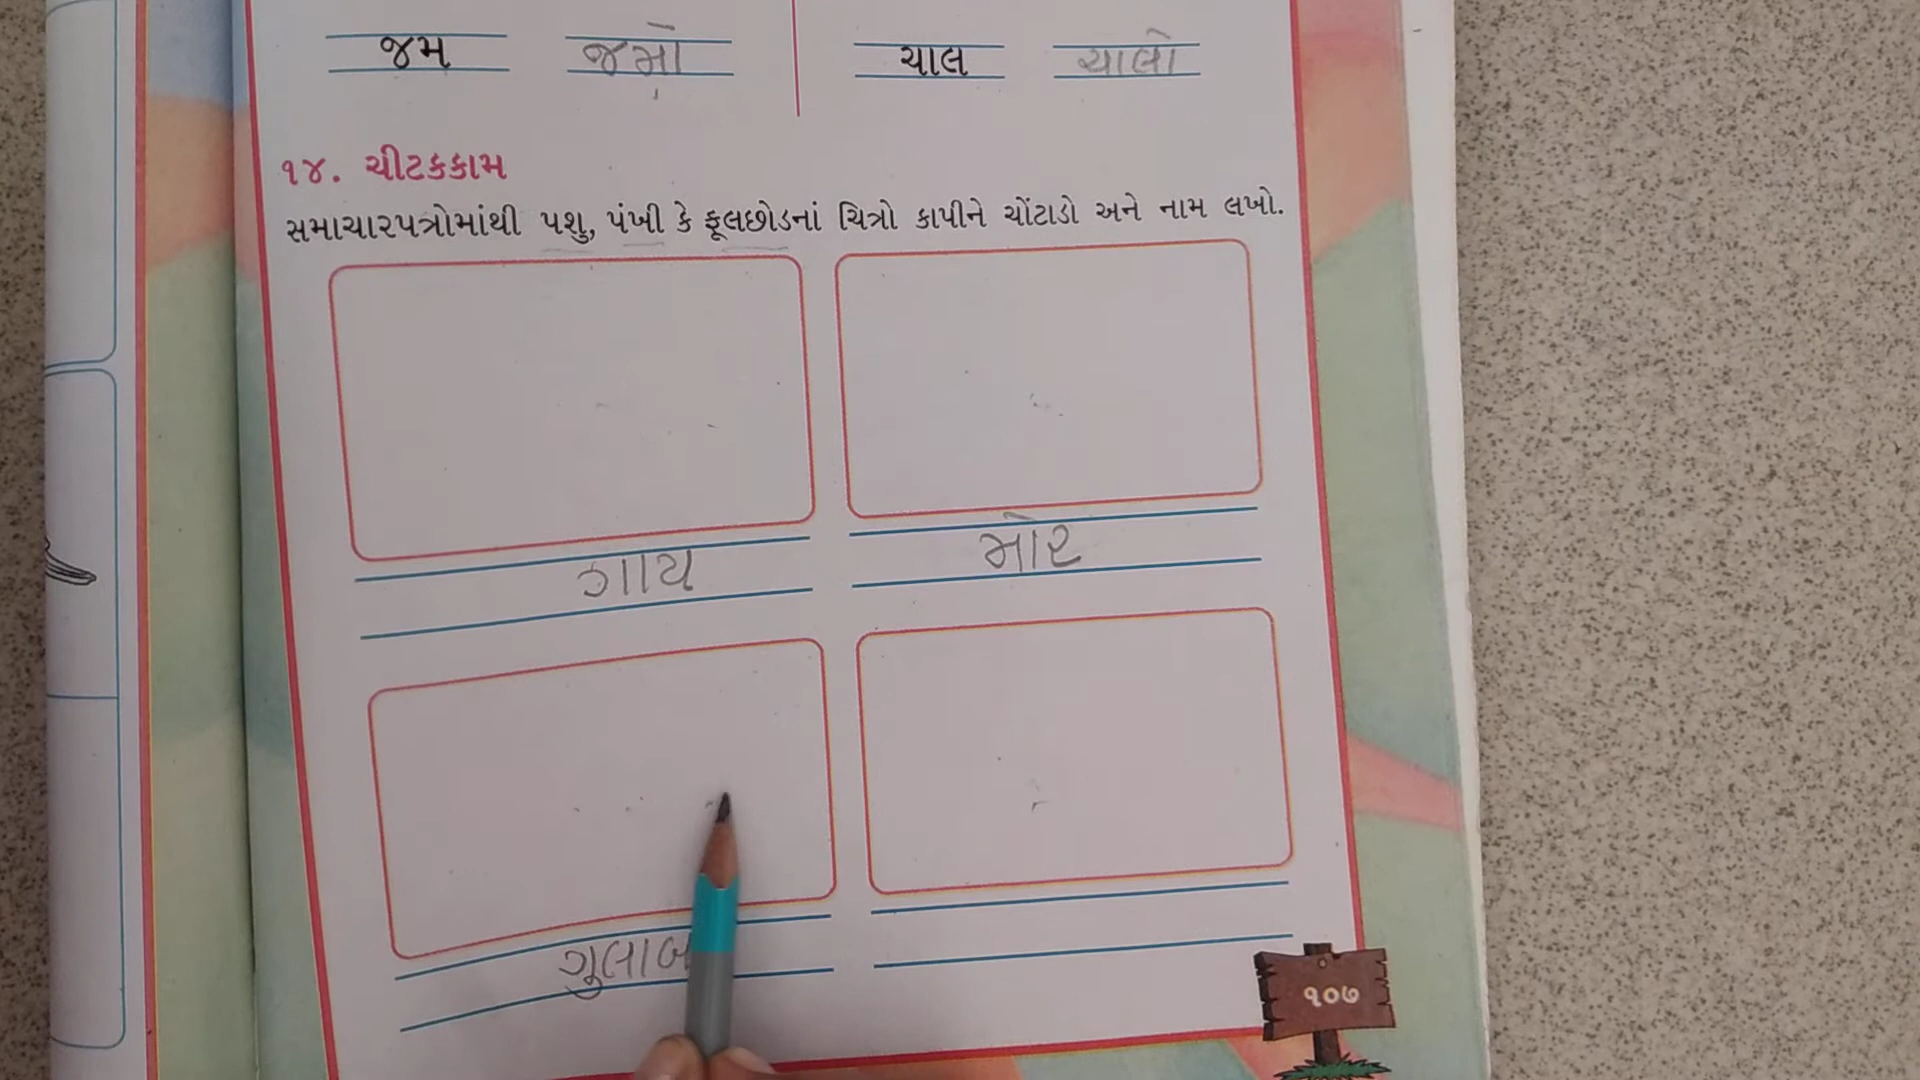 જમ જમો ચાલ ચાલો
૧૪. ચીટકકામ
સમાચારપત્રોમાંથી પશુ, પંખી કે ફૂલછોડનાં ચિત્રો કાપીને ચોંટાડો અને નામ લખો.
ગાય મોર
ગુલાબ
૧૦૭